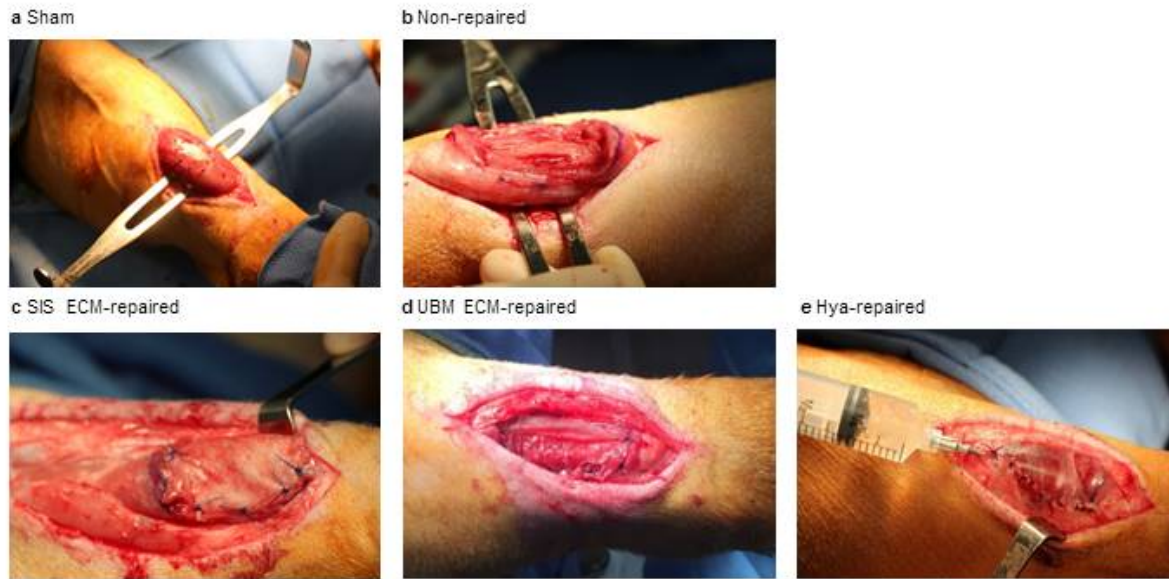 a Sham
b Non-repaired
c SIS ECM-repaired
d UBM ECM-repaired
e Hya-repaired